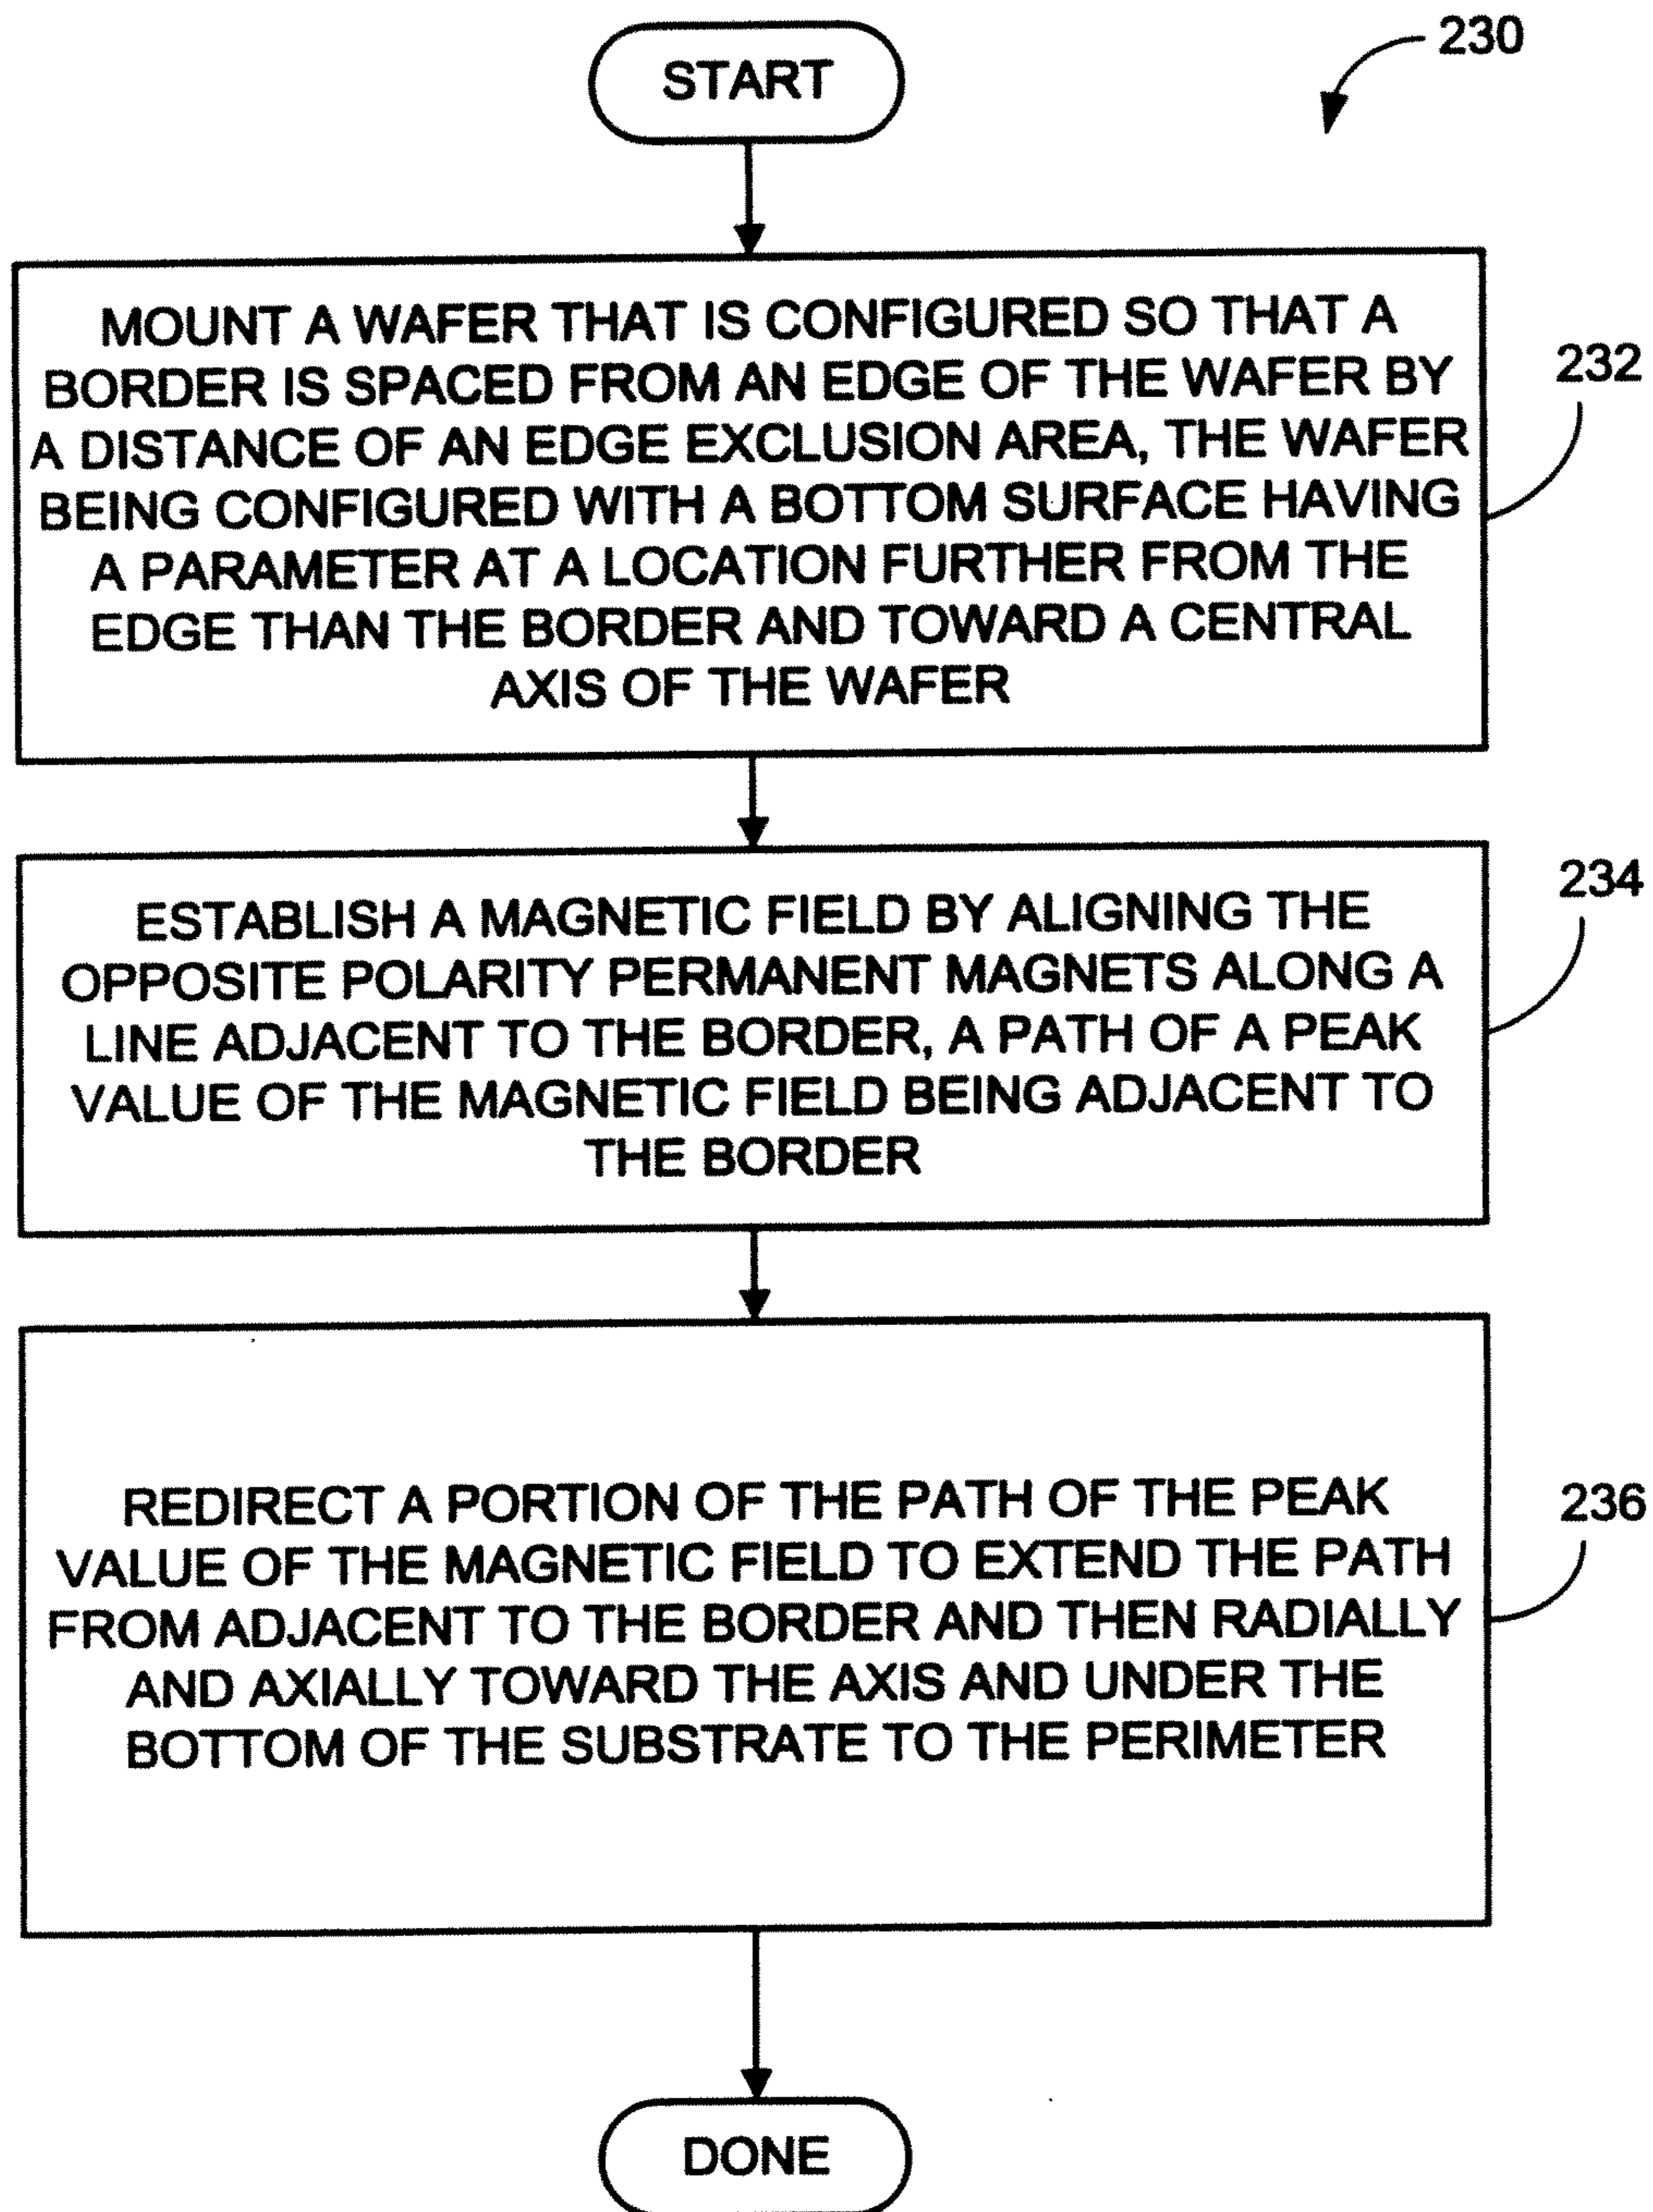 START
230
MOUNT A WAFER THAT IS CONFIGURED SO THAT A
BORDER IS SPACED FROM AN EDGE OF THE WAFER BY
A DISTANCE OF AN EDGE EXCLUSION AREA, THE WAFER
BEING CONFIGURED WITH A BOTTOM SURFACE HAVING
A PARAMETER AT A LOCATION FURTHER FROM THE
EDGE THAN THE BORDER AND TOWARD A CENTRAL
AXIS OF THE WAFER
232
ESTABLISH A MAGNETIC FIELD BY ALIGNING THE
OPPOSITE POLARITY PERMANENT MAGNETS ALONG A
LINE ADJACENT TO THE BORDER, A PATH OF A PEAK
VALUE OF THE MAGNETIC FIELD BEING ADJACENT TO
THE BORDER
234
REDIRECT A PORTION OF THE PATH OF THE PEAK
VALUE OF THE MAGNETIC FIELD TO EXTEND THE PATH
FROM ADJACENT TO THE BORDER AND THEN RADIALLY
AND AXIALLY TOWARD THE AXIS AND UNDER THE
BOTTOM OF THE SUBSTRATE TO THE PERIMETER
236
DONE